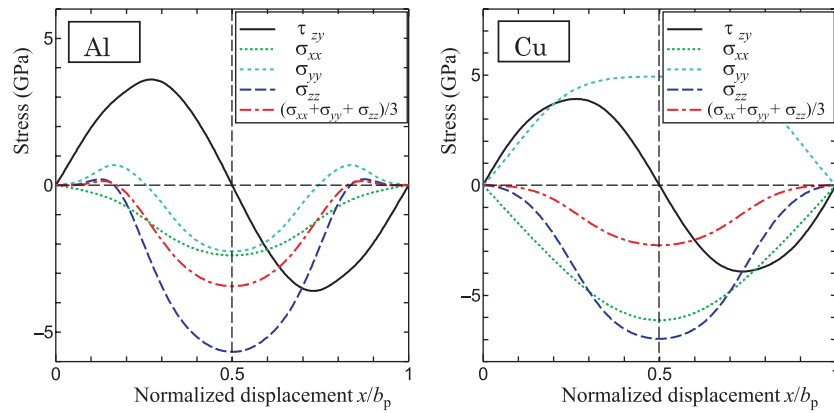 Al
τ zy
σxx
σyy
σzz
(σxx+σyy+ σzz)/3
Stress (GPa)
5
0
−5
0
0.5
1
Normalized displacement x/bp
Cu
τ zy
σxx
σyy
σzz
(σxx+σyy+ σzz)/3
Stress (GPa)
5
0
−5
0
0.5
1
Normalized displacement x/bp